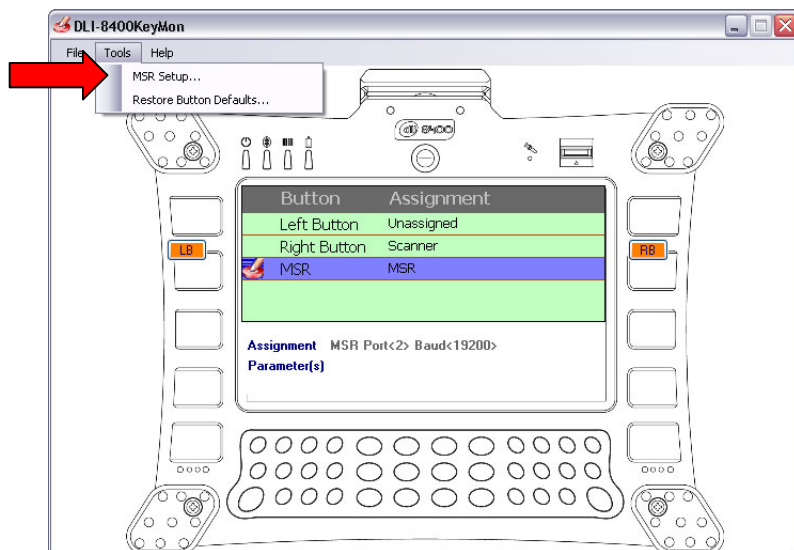 DLI-8400KeyMon
File Tools Help
MSR Setup...
Restore Button Defaults...
dli 8400
Button Assignment
Left Button Unassigned
Right Button Scanner
MSR MSR
LB
RB
Assignment MSR Port<2> Baud<19200>
Parameter(s)